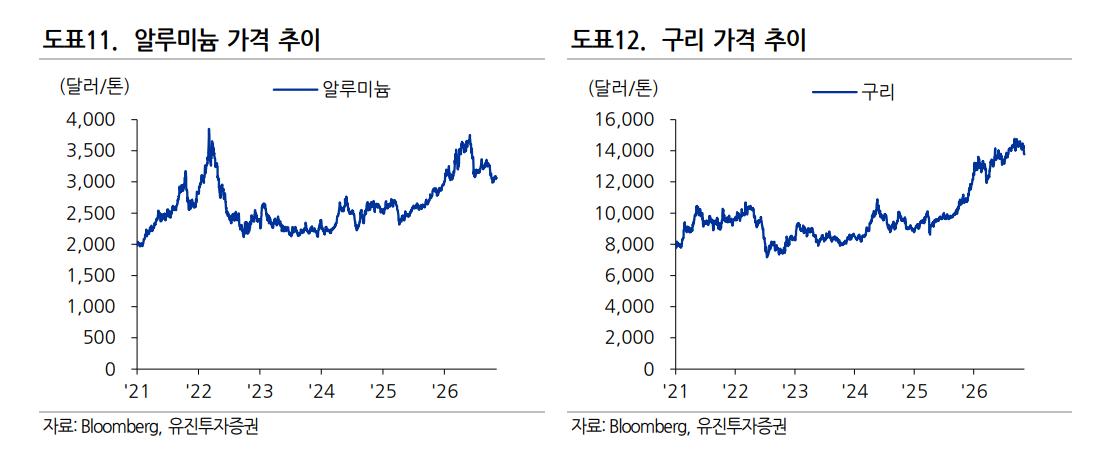 도표11. 알루미늄 가격 추이
(달러/톤)
알루미늄
4,000
3,500
3,000
2,500
2,000
1,500
1,000
500
0
'21 '22 '23 '24 '25 '26
자료: Bloomberg, 유진투자증권
도표12. 구리 가격 추이
(달러/톤)
구리
16,000
14,000
12,000
10,000
8,000
6,000
4,000
2,000
0
'21 '22 '23 '24 '25 '26
자료: Bloomberg, 유진투자증권